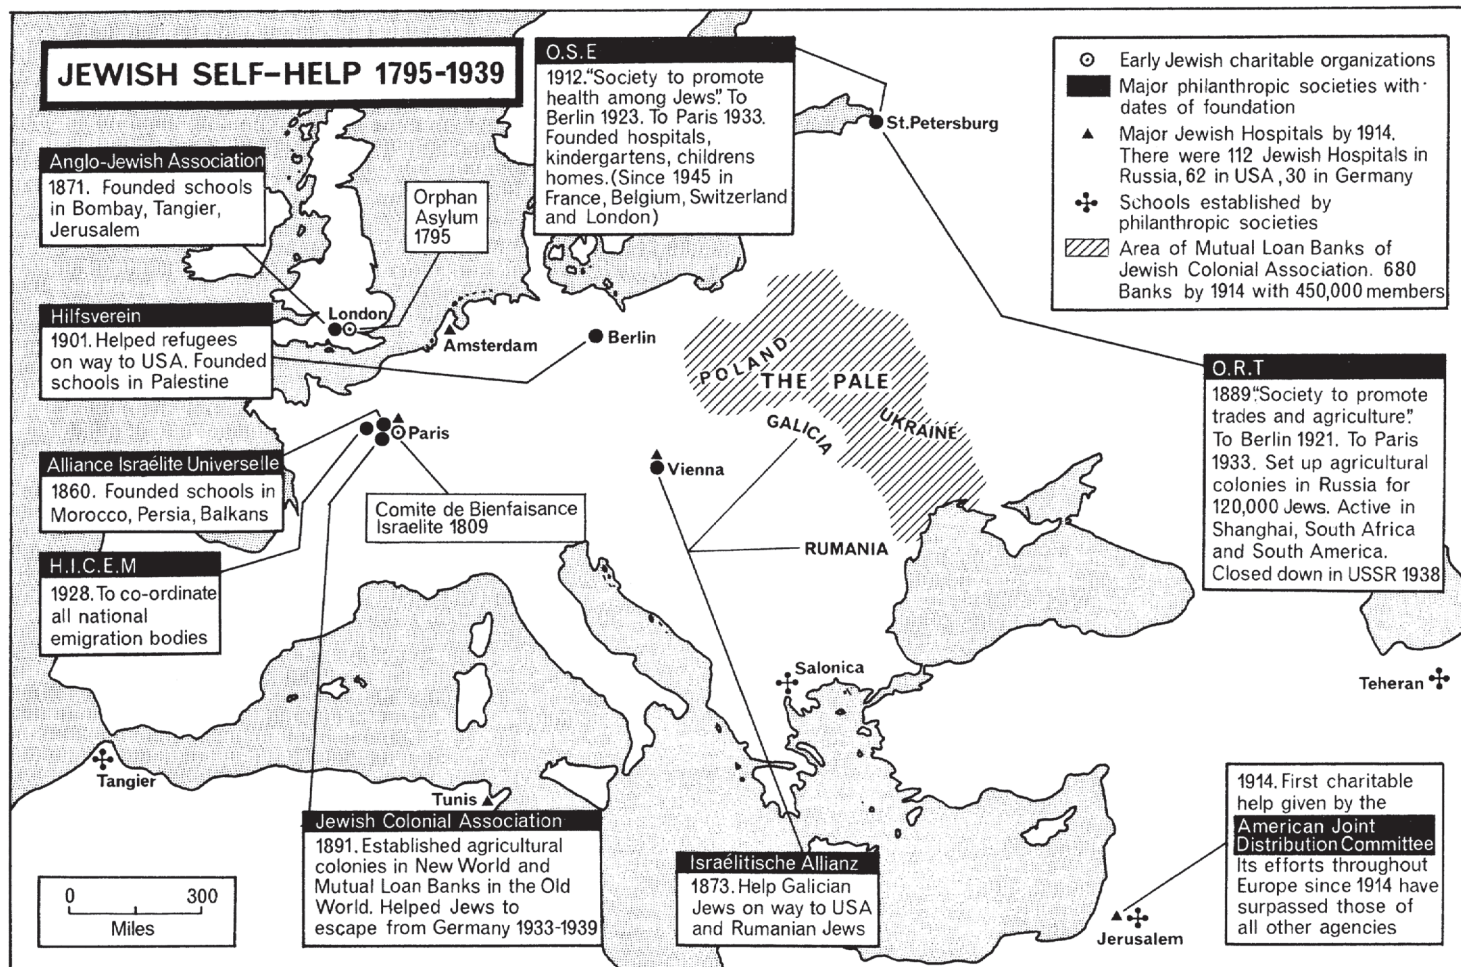 JEWISH SELF-HELP 1795-1939
O.S.E
1912."Society to promote
health among Jews". To
Berlin 1923. To Paris 1933.
Founded hospitals,
kindergartens, childrens
homes.(Since 1945 in
France, Belgium, Switzerland
and London)
Early Jewish charitable organizations
Major philanthropic societies with
dates of foundation
Major Jewish Hospitals by 1914.
There were 112 Jewish Hospitals in
Russia, 62 in USA, 30 in Germany
Schools established by
philanthropic societies
Area of Mutual Loan Banks of
Jewish Colonial Association. 680
Banks by 1914 with 450,000 members
St.Petersburg
Anglo-Jewish Association
1871. Founded schools
in Bombay, Tangier,
Jerusalem
Orphan
Asylum
1795
Hilfsverein
1901. Helped refugees
on way to USA. Founded
schools in Palestine
London
Amsterdam
Berlin
POLAND
THE PALE
GALICIA
UKRAINE
O.R.T
1889."Society to promote
trades and agriculture".
To Berlin 1921. To Paris
1933. Set up agricultural
colonies in Russia for
120,000 Jews. Active in
Shanghai, South Africa
and South America.
Closed down in USSR 1938
Paris
Vienna
Alliance Israélite Universelle
1860. Founded schools in
Morocco, Persia, Balkans
Comite de Bienfaisance
Israelite 1809
RUMANIA
H.I.C.E.M
1928. To co-ordinate
all national
emigration bodies
Salonica
Teheran
Tangier
Tunis
Jewish Colonial Association
1891. Established agricultural
colonies in New World and
Mutual Loan Banks in the Old
World. Helped Jews to
escape from Germany 1933-1939
Israélitische Allianz
1873. Help Galician
Jews on way to USA
and Rumanian Jews
1914. First charitable
help given by the
American Joint
Distribution Committee
Its efforts throughout
Europe since 1914 have
surpassed those of
all other agencies
Jerusalem
0 300
Miles